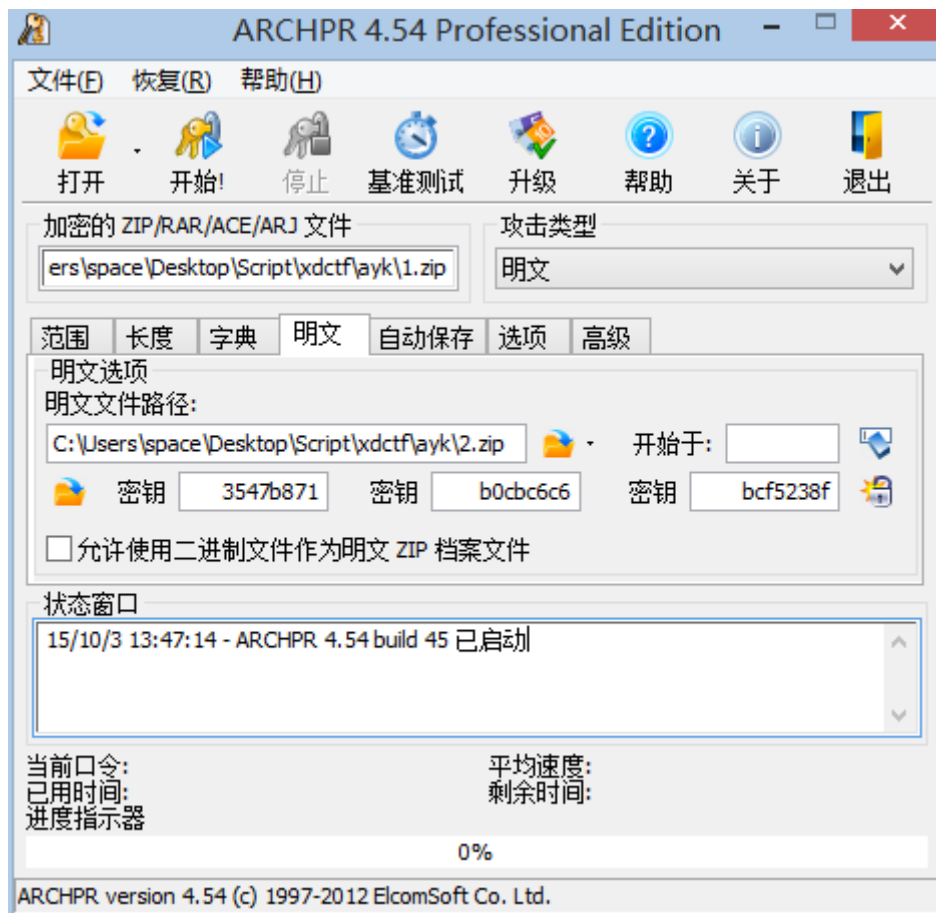 ARCHPR 4.54 Professional Edition
文件(F) 恢复(R) 帮助(H)
打开 开始! 停止 基准测试 升级 帮助 关于 退出
加密的 ZIP/RAR/ACE/ARJ 文件 攻击类型
ers\space\Desktop\Script\xdctf\ayk\1.zip 明文
范围 长度 字典 明文 自动保存 选项 高级
明文选项
明文文件路径:
C:\Users\space\Desktop\Script\xdctf\ayk\2.zip 开始于:
密钥 3547b871 密钥 b0cbc6c6 密钥 bcf5238f
允许使用二进制文件作为明文 ZIP 档案文件
状态窗口
15/10/3 13:47:14 - ARCHPR 4.54 build 45 已启动
当前口令: 平均速度:
已用时间: 剩余时间:
进度指示器
0%
ARCHPR version 4.54 (c) 1997-2012 ElcomSoft Co. Ltd.